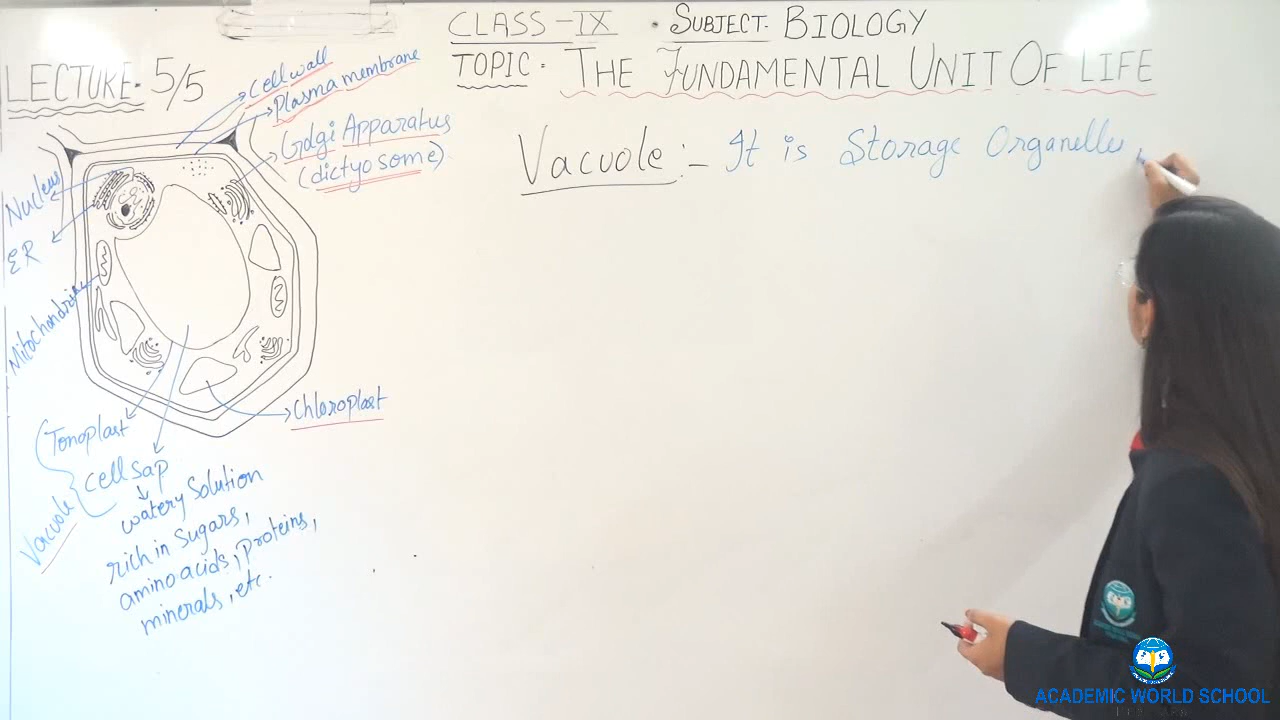 CLASS - IX • SUBJECT. BIOLOGY
TOPIC • THE FUNDAMENTAL UNIT OF LIFE
LECTURE • 5/5
cell wall
Plasma membrane
Golgi Apparatus
(dictyosome)
Nucleus
ER
Mitochondria
Chloroplast
Tonoplast
cell sap
Vacuole
watery solution
rich in sugars,
amino acids, proteins,
minerals, etc.
Vacuole :- It is Storage Organelle
ACADEMIC WORLD SCHOOL